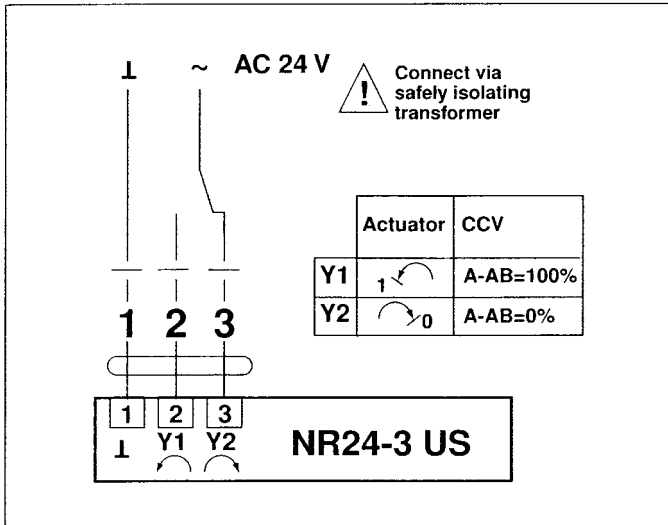 ⊥ ~ AC 24 V
! Connect via
safely isolating
transformer
Actuator CCV
Y1 1 A-AB=100%
Y2 0 A-AB=0%
1 2 3
1 2 3
⊥ Y1 Y2
NR24-3 US